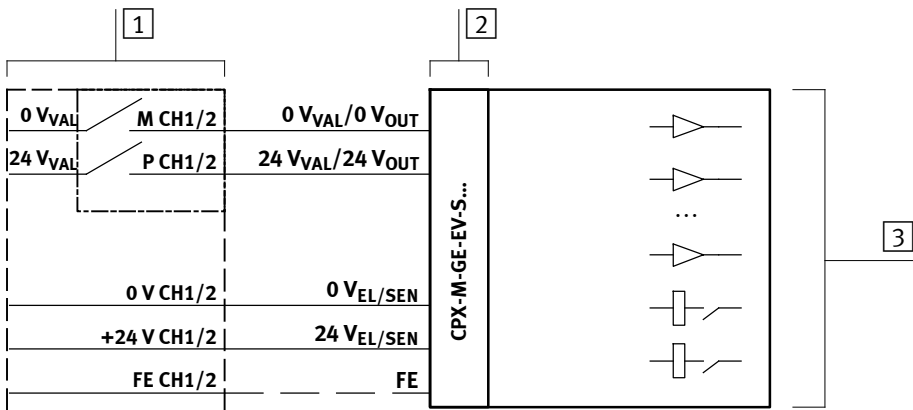 1
2
0 VVAL M CH1/2 0 VVAL/0 VOUT
24 VVAL P CH1/2 24 VVAL/24 VOUT
CPX-M-GE-EV-S...
...
3
0 V CH1/2 0 VEL/SEN
+24 V CH1/2 24 VEL/SEN
FE CH1/2 FE